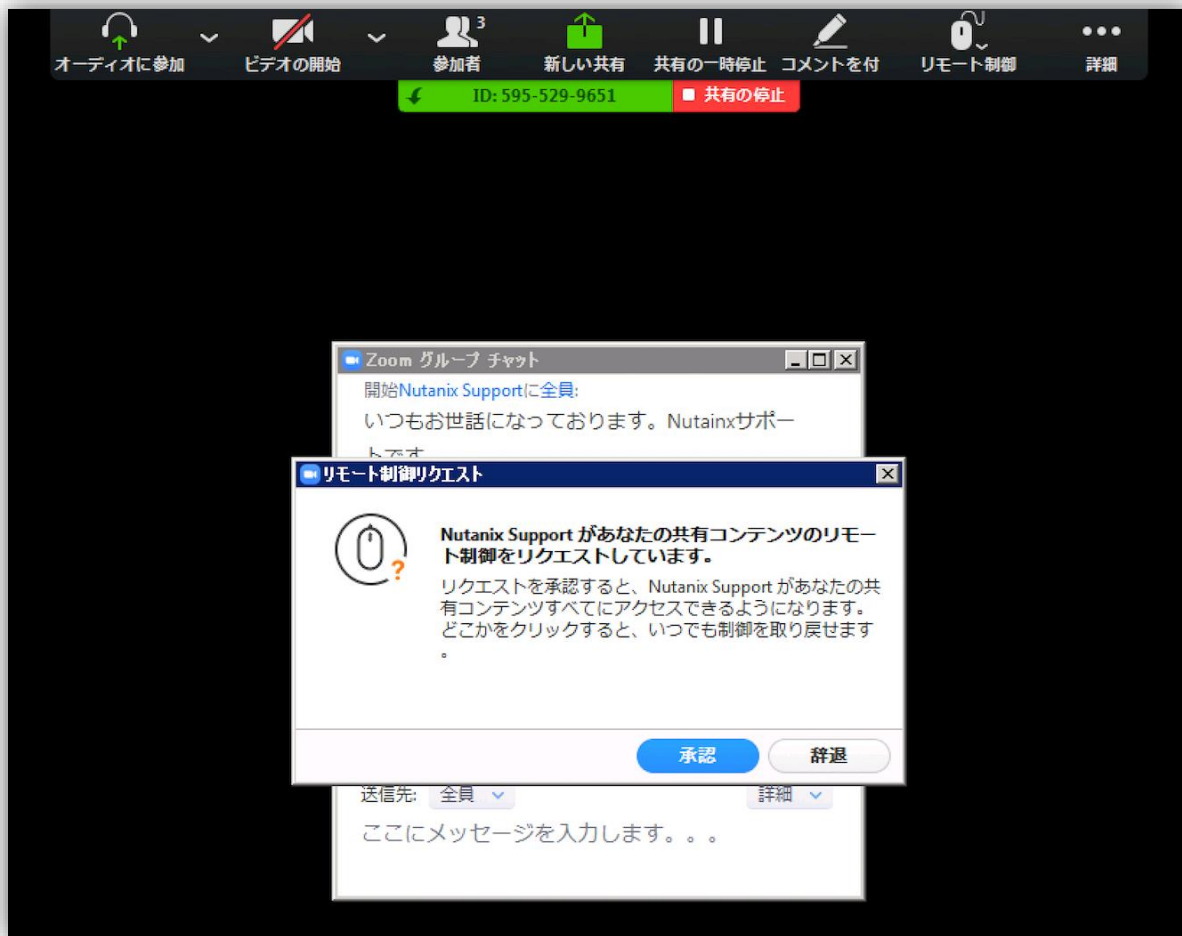 3
オーディオに参加 ビデオの開始 参加者 新しい共有 共有の一時停止 コメントを付 リモート制御 詳細
ID: 595-529-9651 共有の停止
Zoom グループ チャット
開始Nutanix Supportに全員:
いつもお世話になっております。Nutainxサポー
トです
リモート制御リクエスト
Nutanix Support があなたの共有コンテンツのリモー
ト制御をリクエストしています。
リクエストを承認すると、Nutanix Support があなたの共
有コンテンツすべてにアクセスできるようになります。
どこかをクリックすると、いつでも制御を取り戻せます
。
承認 辞退
送信先: 全員 詳細
ここにメッセージを入力します。。。